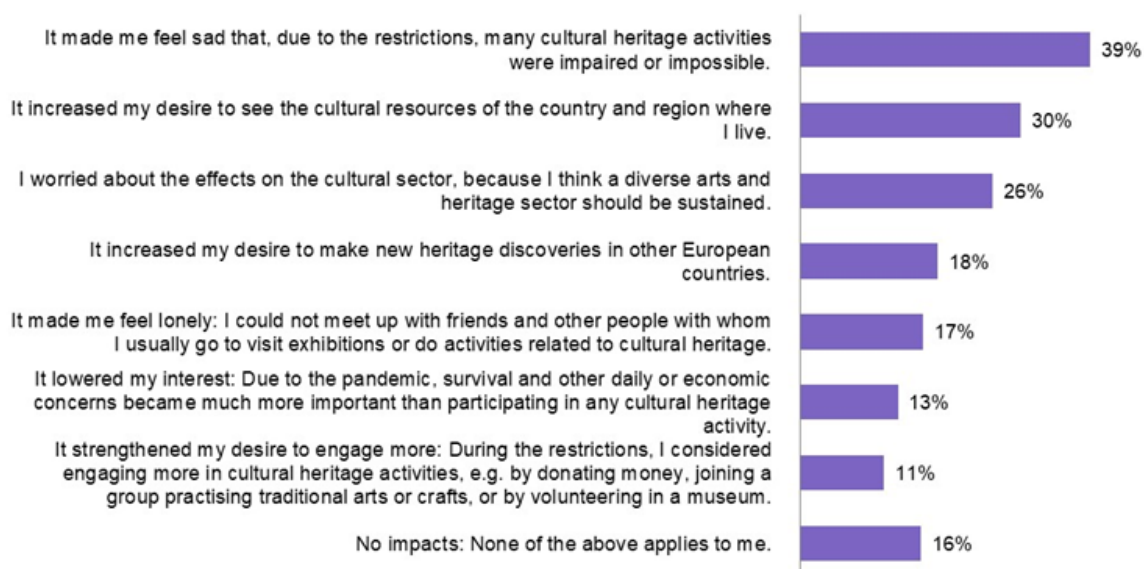 It made me feel sad that, due to the restrictions, many cultural heritage activities
were impaired or impossible.
39%
It increased my desire to see the cultural resources of the country and region where
I live.
30%
I worried about the effects on the cultural sector, because I think a diverse arts and
heritage sector should be sustained.
26%
It increased my desire to make new heritage discoveries in other European
countries.
18%
It made me feel lonely: I could not meet up with friends and other people with whom
I usually go to visit exhibitions or do activities related to cultural heritage.
17%
It lowered my interest: Due to the pandemic, survival and other daily or economic
concerns became much more important than participating in any cultural heritage
activity.
13%
It strengthened my desire to engage more: During the restrictions, I considered
engaging more in cultural heritage activities, e.g. by donating money, joining a
group practising traditional arts or crafts, or by volunteering in a museum.
11%
No impacts: None of the above applies to me.
16%